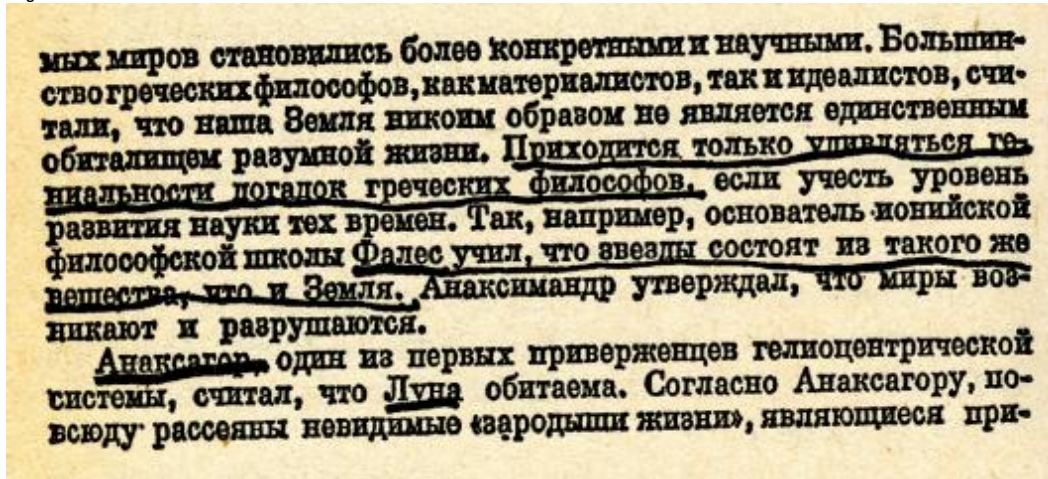 мых миров становились более конкретными и научными. Большин-
ство греческих философов, как материалистов, так и идеалистов, счи-
тали, что наша Земля никоим образом не является единственным
обиталищем разумной жизни. Приходится только удивляться ге-
ниальности догадок греческих философов, если учесть уровень
развития науки тех времен. Так, например, основатель ионийской
философской школы Фалес учил, что звезды состоят из такого же
вещества, что и Земля. Анаксимандр утверждал, что миры воз-
никают и разрушаются.
Анаксагор, один из первых приверженцев гелиоцентрической
системы, считал, что Луна обитаема. Согласно Анаксагору, по-
всюду рассеяны невидимые «зародыши жизни», являющиеся при-